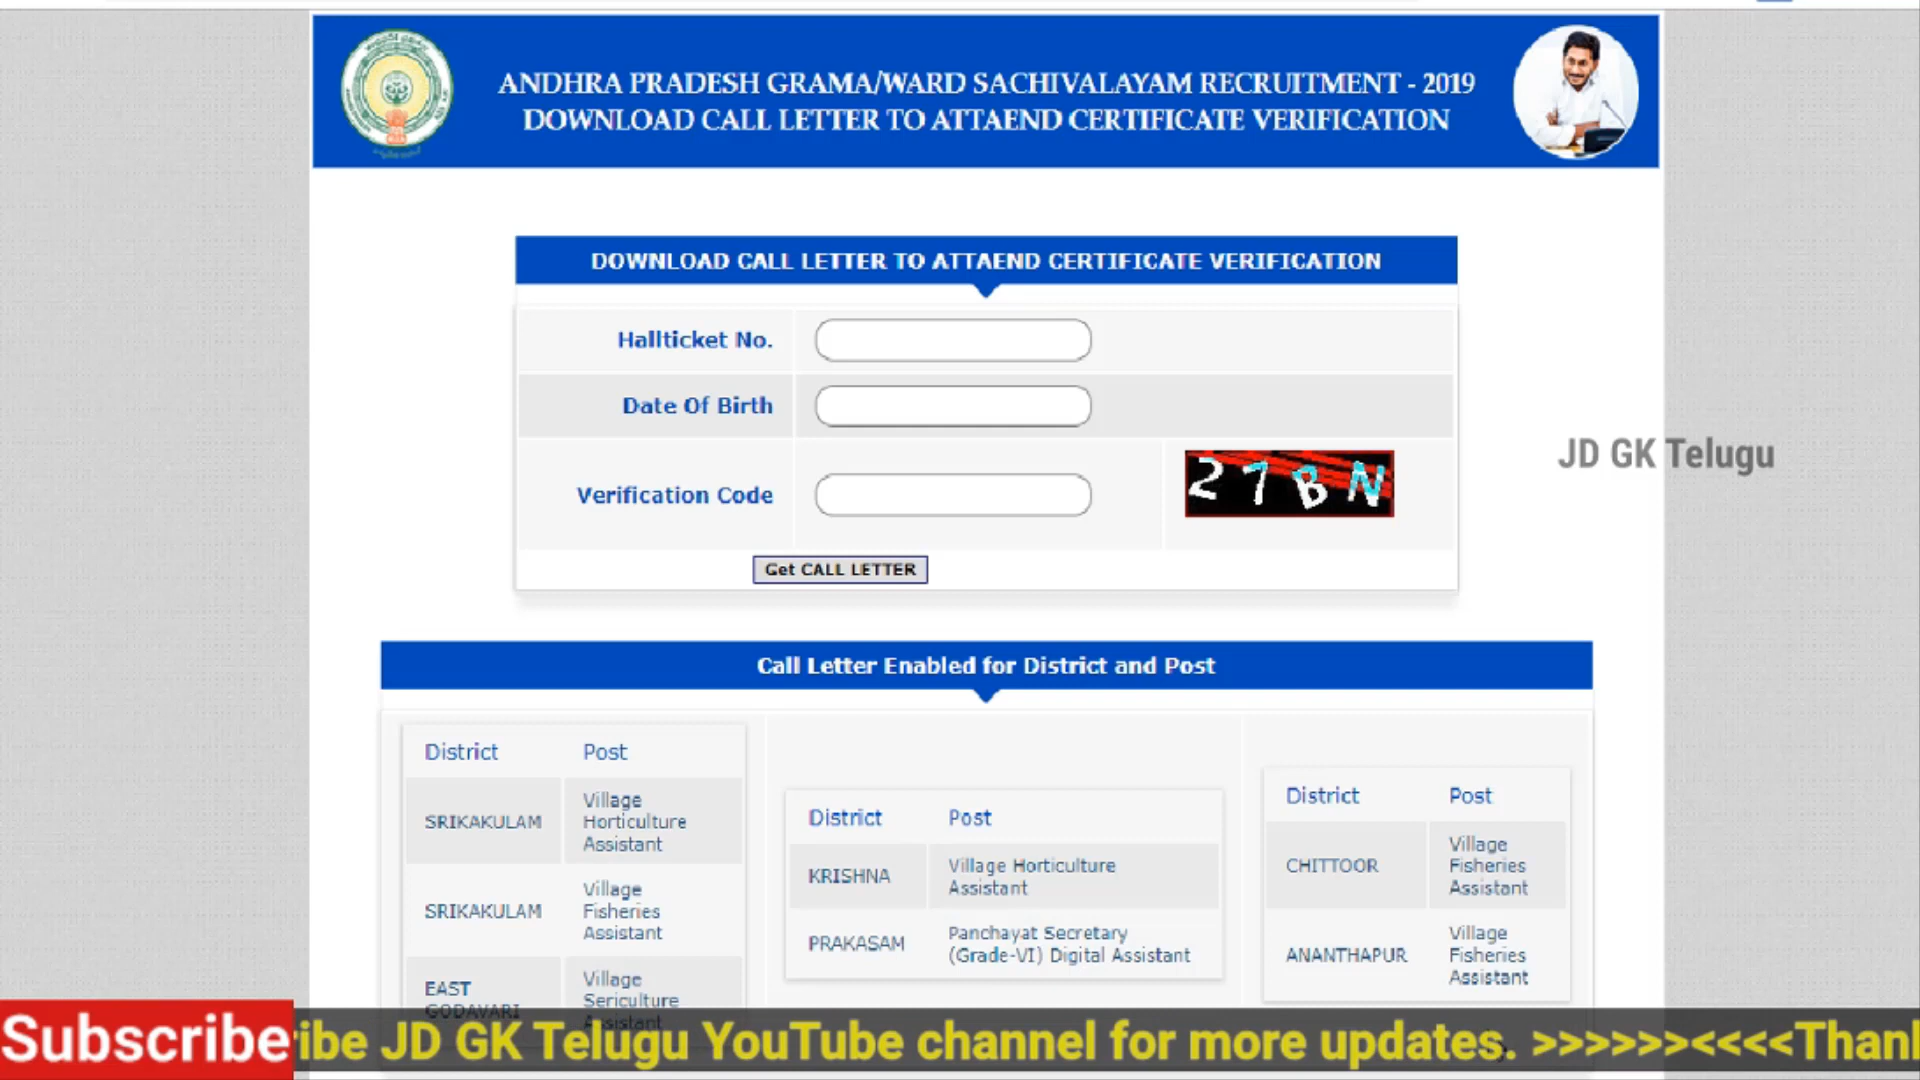 ANDHRA PRADESH GRAMA/WARD SACHIVALAYAM RECRUITMENT - 2019
DOWNLOAD CALL LETTER TO ATTAEND CERTIFICATE VERIFICATION
DOWNLOAD CALL LETTER TO ATTAEND CERTIFICATE VERIFICATION
Hallticket No.
Date Of Birth
Verification Code
27BN
Get CALL LETTER
JD GK Telugu
Call Letter Enabled for District and Post
District Post
SRIKAKULAM
Village
Horticulture
Assistant
SRIKAKULAM
Village
Fisheries
Assistant
EAST
GODAVARI
Village
Sericulture
Assistant
District Post
KRISHNA
Village Horticulture
Assistant
PRAKASAM
Panchayat Secretary
(Grade-VI) Digital Assistant
District Post
CHITTOOR
Village
Fisheries
Assistant
ANANTHAPUR
Village
Fisheries
Assistant
Subscribe
ribe JD GK Telugu YouTube channel for more updates. >>>>>><<<<Thank